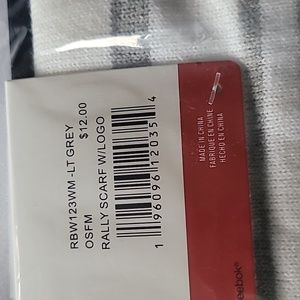 RBW123WM -LT GREY
OSFM $12.00
RALLY SCARF W/LOGO
1 96096 12035 4
MADE IN CHINA
FABRIQUÉ EN CHINE
HECHO EN CHINA
eebok